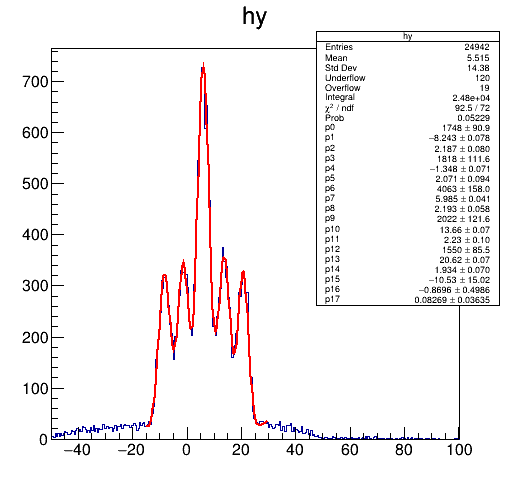 hy
hy
Entries 24942
Mean 5.515
Std Dev 14.38
Underflow 120
Overflow 19
Integral 2.48e+04
χ² / ndf 92.5 / 72
Prob 0.05229
p0 1748 ± 90.9
p1 −8.243 ± 0.078
p2 2.187 ± 0.080
p3 1818 ± 111.6
p4 −1.348 ± 0.071
p5 2.071 ± 0.094
p6 4063 ± 158.0
p7 5.985 ± 0.041
p8 2.193 ± 0.058
p9 2022 ± 121.6
p10 13.66 ± 0.07
p11 2.23 ± 0.10
p12 1550 ± 85.5
p13 20.62 ± 0.07
p14 1.934 ± 0.070
p15 −10.53 ± 15.02
p16 −0.8696 ± 0.4986
p17 0.08269 ± 0.03635
700
600
500
400
300
200
100
0
−40 −20 0 20 40 60 80 100